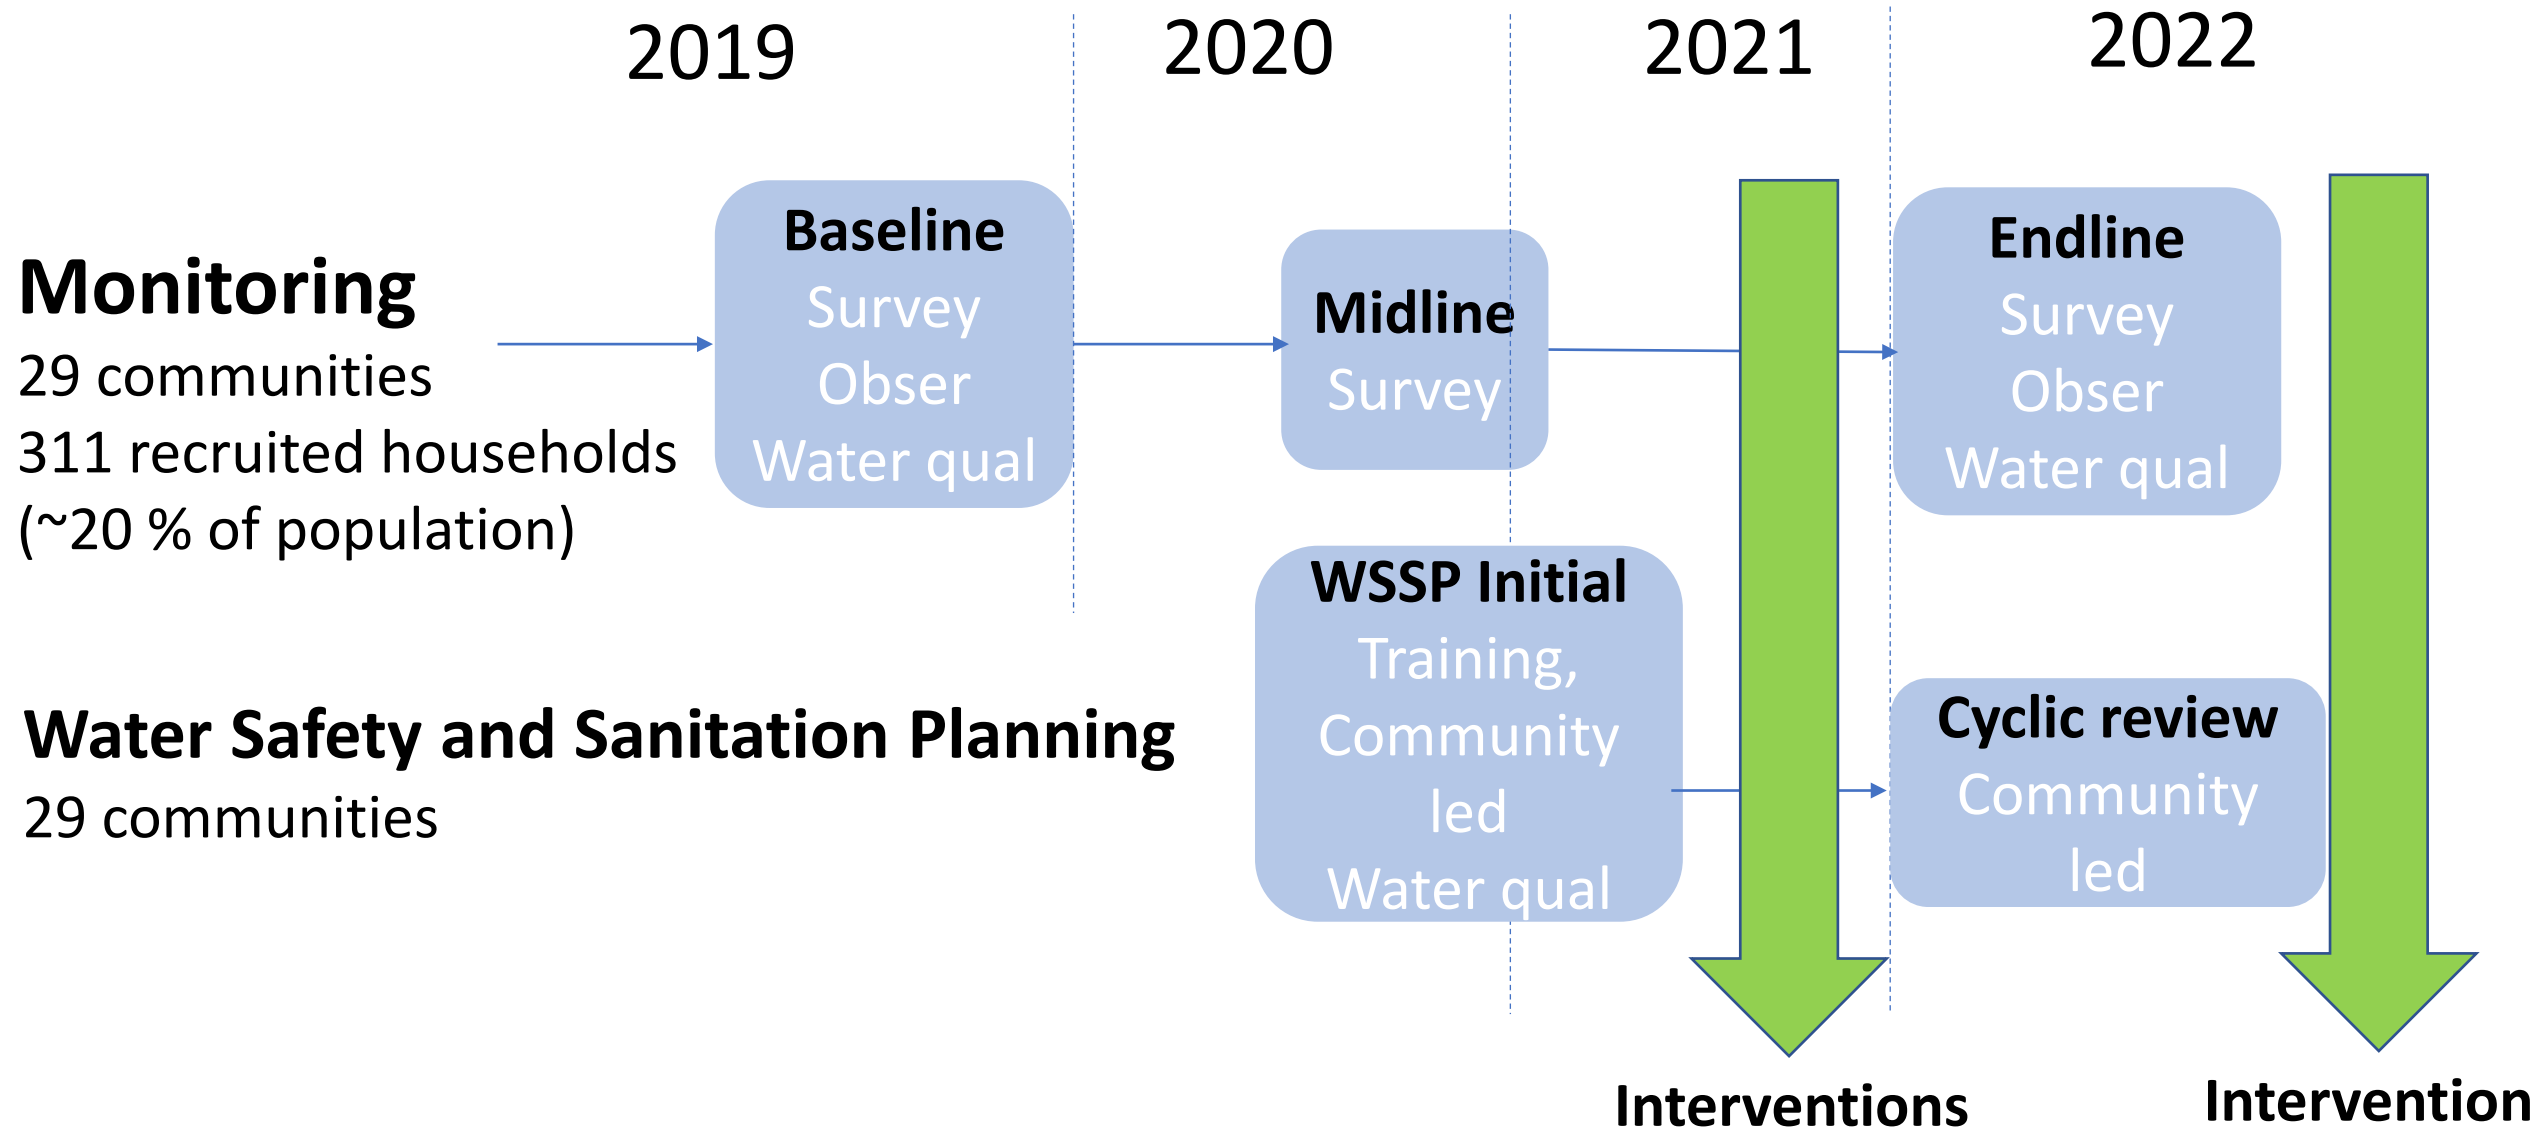 2019
2020
2021
2022
Monitoring
29 communities
311 recruited households
(~20 % of population)
Baseline
Survey
Obser
Water qual
Midline
Survey
Endline
Survey
Obser
Water qual
Water Safety and Sanitation Planning
29 communities
WSSP Initial
Training,
Community
led
Water qual
Cyclic review
Community
led
Interventions
Intervention